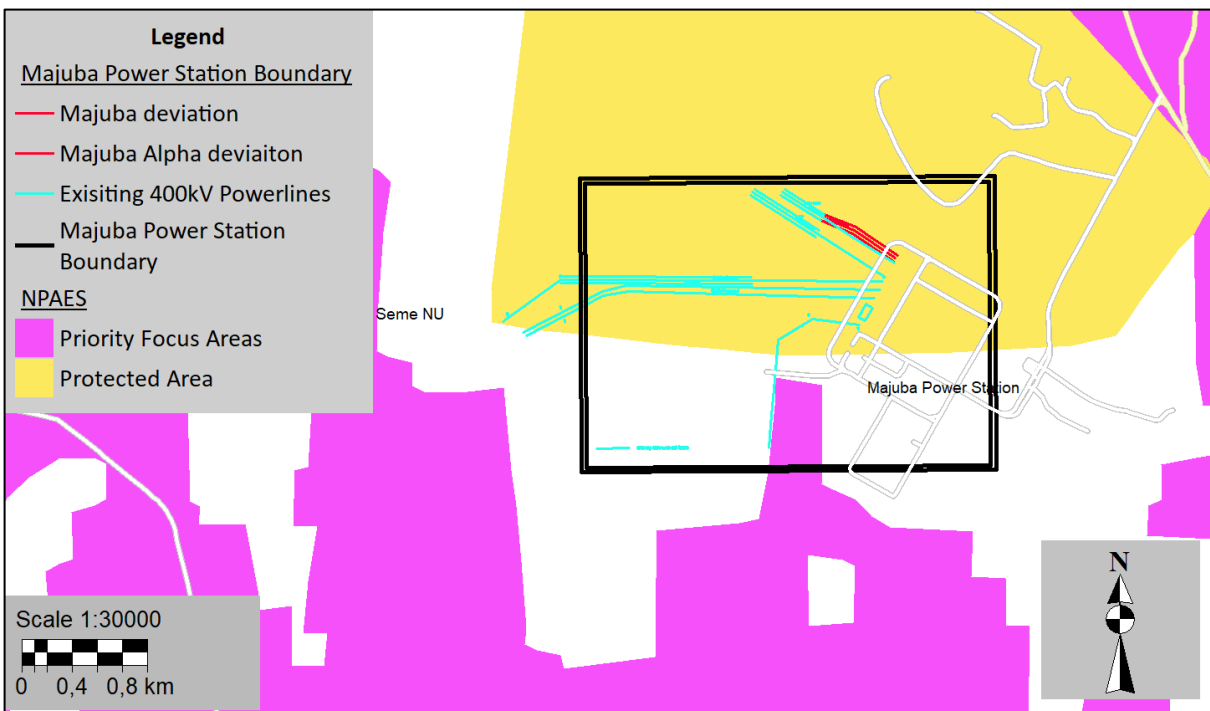 Legend
Majuba Power Station Boundary
Majuba deviation
Majuba Alpha deviaiton
Exisiting 400kV Powerlines
Majuba Power Station
Boundary
NPAES
Priority Focus Areas
Protected Area
Seme NU
Majuba Power Station
Scale 1:30000
0 0,4 0,8 km
N